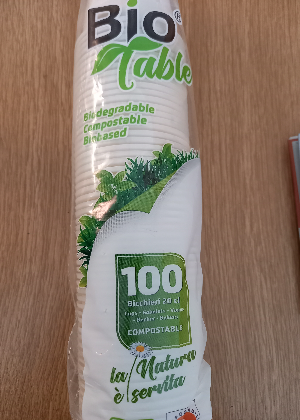 Bio®
Table
Biodegradable
Compostable
Biobased
100
Bicchieri 20 cl
COMPOSTABLE
la Natura
è servita